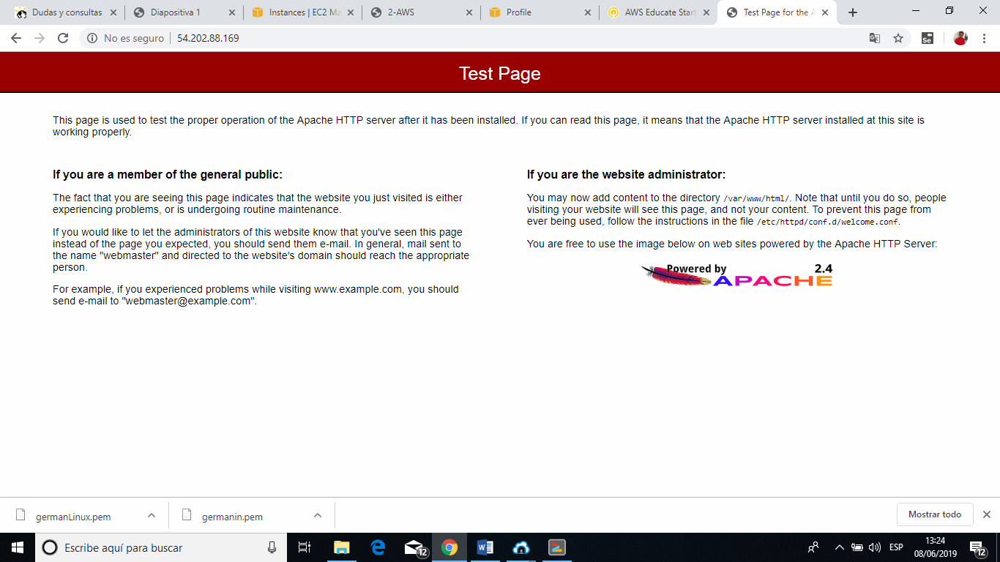 Dudas y consultas
Diapositiva 1
Instances | EC2 Ma
2-AWS
Profile
AWS Educate Start
Test Page for the A
No es seguro
54.202.88.169
Se
Test Page
This page is used to test the proper operation of the Apache HTTP server after it has been installed. If you can read this page, it means that the Apache HTTP server installed at this site is
working properly.
If you are a member of the general public:
The fact that you are seeing this page indicates that the website you just visited is either
experiencing problems, or is undergoing routine maintenance.
If you would like to let the administrators of this website know that you've seen this page
instead of the page you expected, you should send them e-mail. In general, mail sent to
the name "webmaster" and directed to the website's domain should reach the appropriate
person.
For example, if you experienced problems while visiting www.example.com, you should
send e-mail to "webmaster@example.com".
If you are the website administrator:
You may now add content to the directory /var/www/html/. Note that until you do so, people
visiting your website will see this page, and not your content. To prevent this page from
ever being used, follow the instructions in the file /etc/httpd/conf.d/welcome.conf.
You are free to use the image below on web sites powered by the Apache HTTP Server:
Powered by 2.4
APACHE
germanLinux.pem
germanin.pem
Mostrar todo
Escribe aquí para buscar
12
ESP
13:24
08/06/2019
12